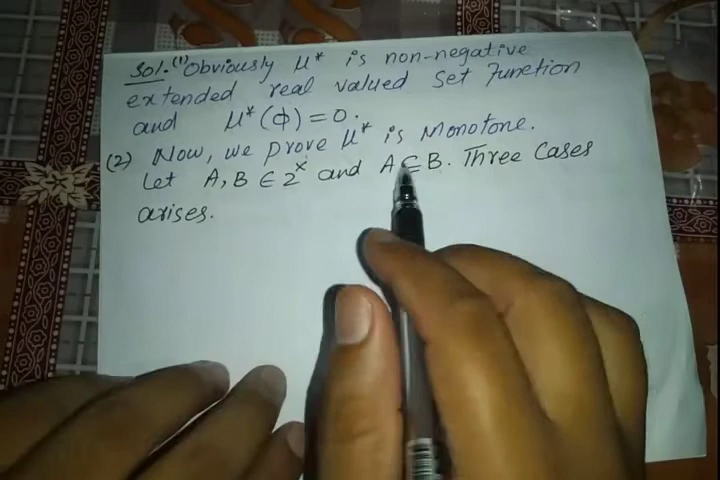 Sol. (1) Obviously μ* is non-negative
extended real valued set function
and μ*(ϕ) = 0.
(2) Now, we prove μ* is Monotone.
Let A, B ∈ 2^X and A ⊆ B. Three Cases
arises.